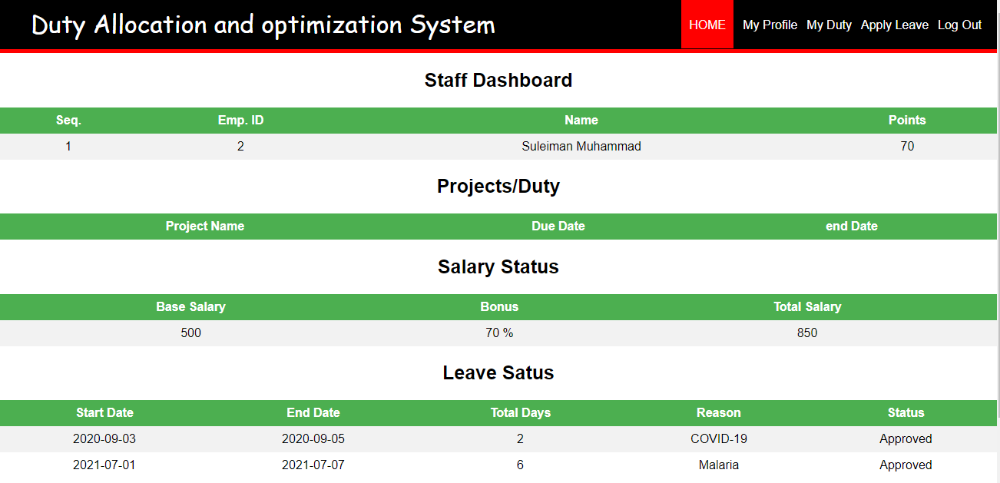 Duty Allocation and optimization System HOME My Profile My Duty Apply Leave Log Out
Staff Dashboard
Seq. Emp. ID Name Points
1 2 Suleiman Muhammad 70
Projects/Duty
Project Name Due Date end Date
Salary Status
Base Salary Bonus Total Salary
500 70 % 850
Leave Satus
Start Date End Date Total Days Reason Status
2020-09-03 2020-09-05 2 COVID-19 Approved
2021-07-01 2021-07-07 6 Malaria Approved